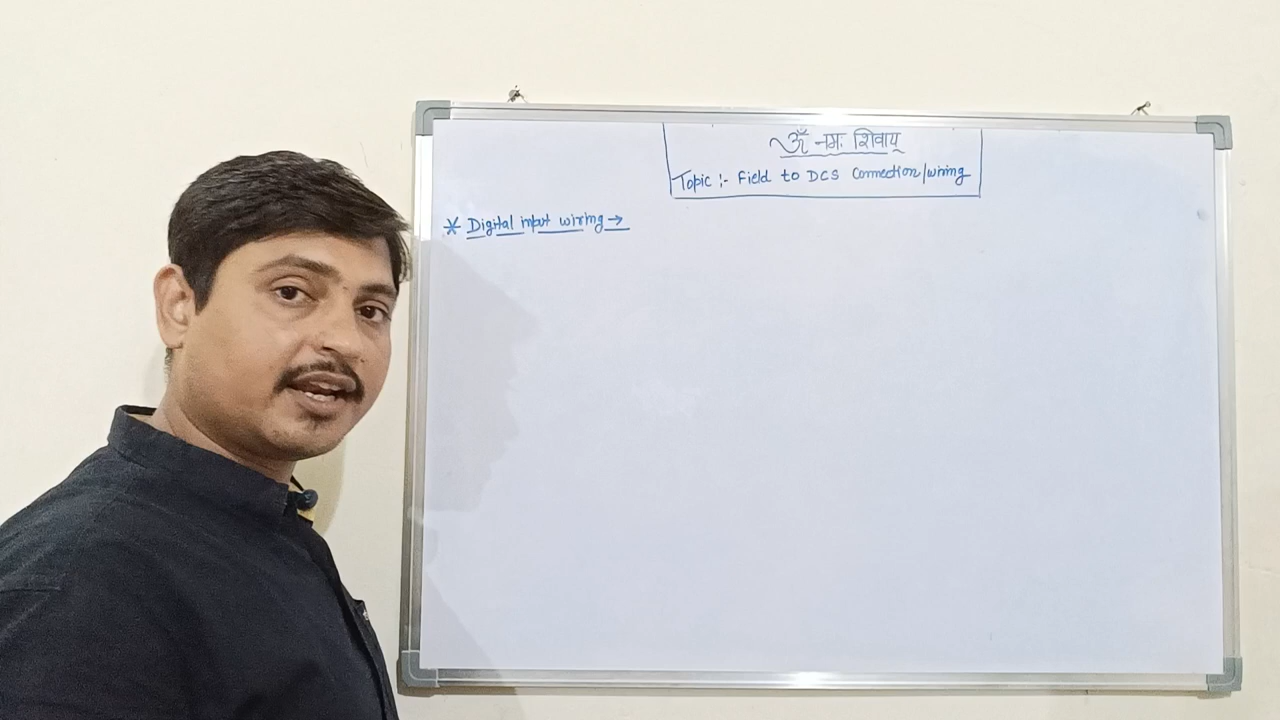 ॐ नमः शिवाय्
Topic :- Field to DCS Connection/wiring
* Digital input wiring →